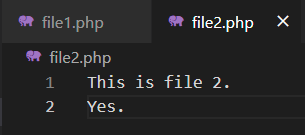 file1.php file2.php
file2.php
1 This is file 2.
2 Yes.